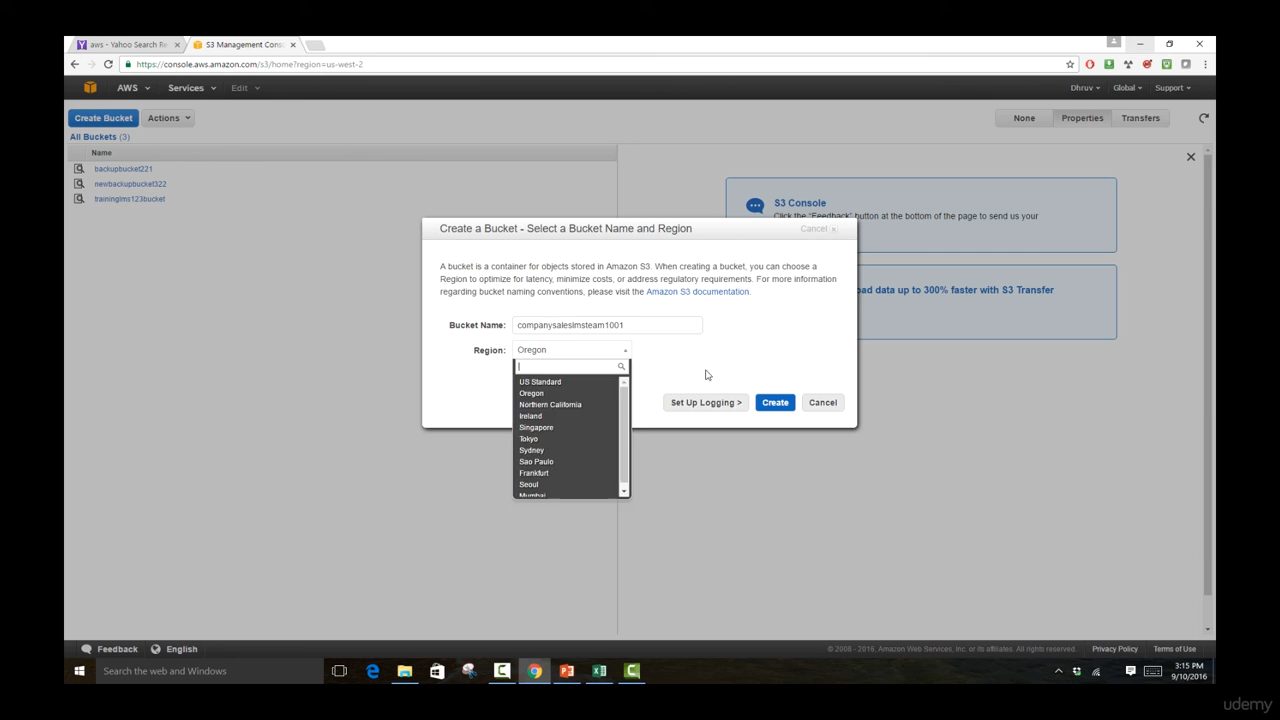 aws - Yahoo Search Re
S3 Management Cons
https://console.aws.amazon.com/s3/home?region=us-west-2
AWS Services Edit Dhruv Global Support
Create Bucket Actions None Properties Transfers
All Buckets (3)
Name
backupbucket221
newbackupbucket322
traininglms123bucket
S3 Console
Click the "Feedback" button at the bottom of the page to send us your
oad data up to 300% faster with S3 Transfer
Create a Bucket - Select a Bucket Name and Region Cancel
A bucket is a container for objects stored in Amazon S3. When creating a bucket, you can choose a
Region to optimize for latency, minimize costs, or address regulatory requirements. For more information
regarding bucket naming conventions, please visit the Amazon S3 documentation.
Bucket Name: companysaleslmsteam1001
Region: Oregon
US Standard
Oregon
Northern California
Ireland
Singapore
Tokyo
Sydney
Sao Paulo
Frankfurt
Seoul
Mumbai
Set Up Logging > Create Cancel
Feedback English © 2008 - 2016, Amazon Web Services, Inc. or its affiliates. All rights reserved. Privacy Policy Terms of Use
Search the web and Windows
3:15 PM
9/10/2016
udemy